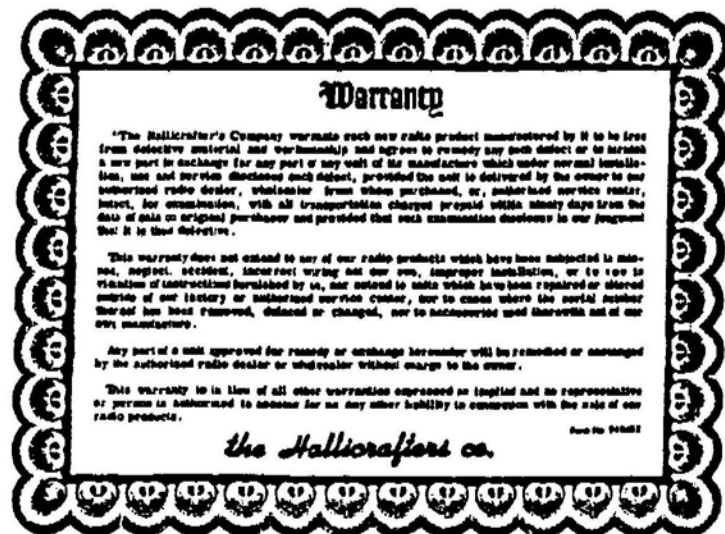 Warranty
"The Hallicrafter's Company warrants each new radio product manufactured by it to be free
from defective material and workmanship and agrees to remedy any such defect or to furnish
a new part in exchange for any part of any unit of its manufacture which under normal installa-
tion, use and service discloses such defect, provided the unit is delivered by the owner to our
authorized radio dealer, wholesaler from whom purchased, or, authorized service center,
intact, for examination, with all transportation charges prepaid within ninety days from the
date of sale to original purchaser and provided that such examination discloses in our judgment
that it is thus defective.
This warranty does not extend to any of our radio products which have been subjected to mis-
use, neglect, accident, incorrect wiring not our own, improper installation, or to use in
violation of instructions furnished by us, nor extend to units which have been repaired or altered
outside of our factory or authorized service center, nor to cases where the serial number
thereof has been removed, defaced or changed, nor to accessories used therewith not of our
own manufacture.
Any part of a unit approved for remedy or exchange hereunder will be remedied or exchanged
by the authorized radio dealer or wholesaler without charge to the owner.
This warranty is in lieu of all other warranties expressed or implied and no representative
or person is authorized to assume for us any other liability in connection with the sale of our
radio products.
Form No
the Hallicrafters co.